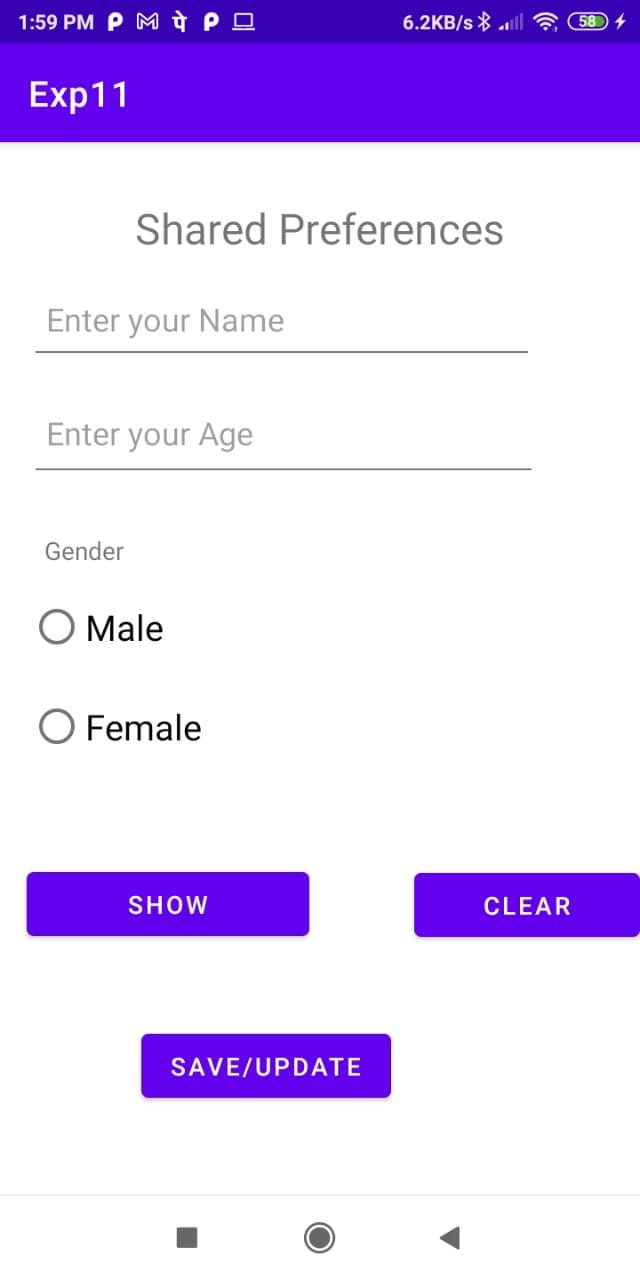 1:59 PM P M पे P 6.2KB/s 58
Exp11
Shared Preferences
Enter your Name
Enter your Age
Gender
Male
Female
SHOW CLEAR
SAVE/UPDATE